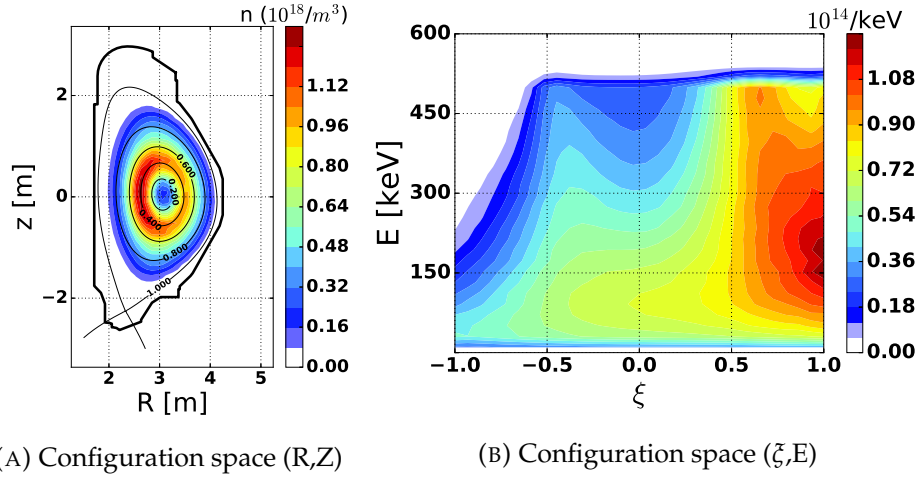 n (10^18/m^3)
1.12
0.96
0.80
0.64
0.48
0.32
0.16
0.00
z [m]
2
0
−2
0.600
0.200
0.400
0.800
1.000
2 3 4 5
R [m]
(A) Configuration space (R,Z)
10^14/keV
1.08
0.90
0.72
0.54
0.36
0.18
0.00
E [keV]
600
450
300
150
−1.0 −0.5 0.0 0.5 1.0
ξ
(B) Configuration space (ξ,E)